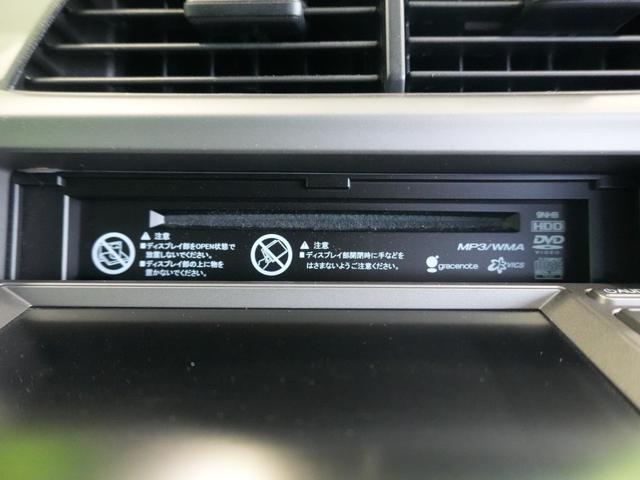 9NHS
HDD
DVD
VIDEO
MP3/WMA
gracenote
VICS
⚠ 注意
■ディスプレイ部をOPEN状態で
放置しないでください。
■ディスプレイ部の上に物を
置かないでください。
⚠ 注意
■ディスプレイ部開閉時に手などを
はさまないようご注意ください。